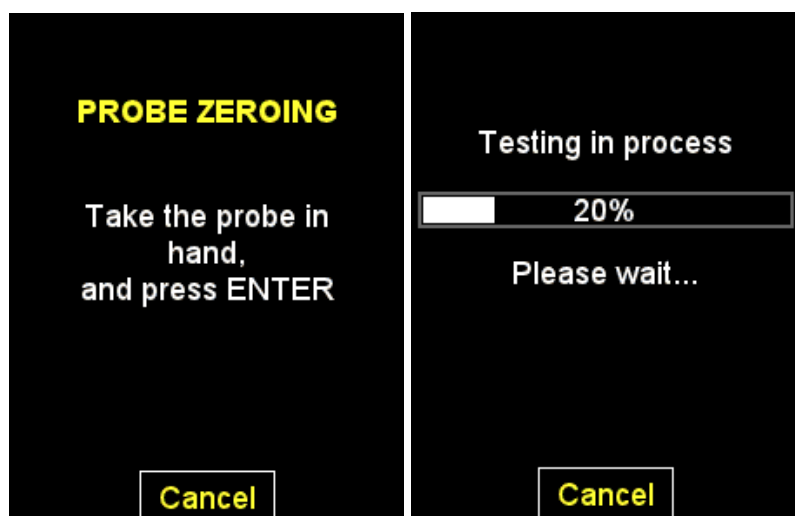 PROBE ZEROING
Take the probe in
hand,
and press ENTER
Cancel
Testing in process
20%
Please wait...
Cancel